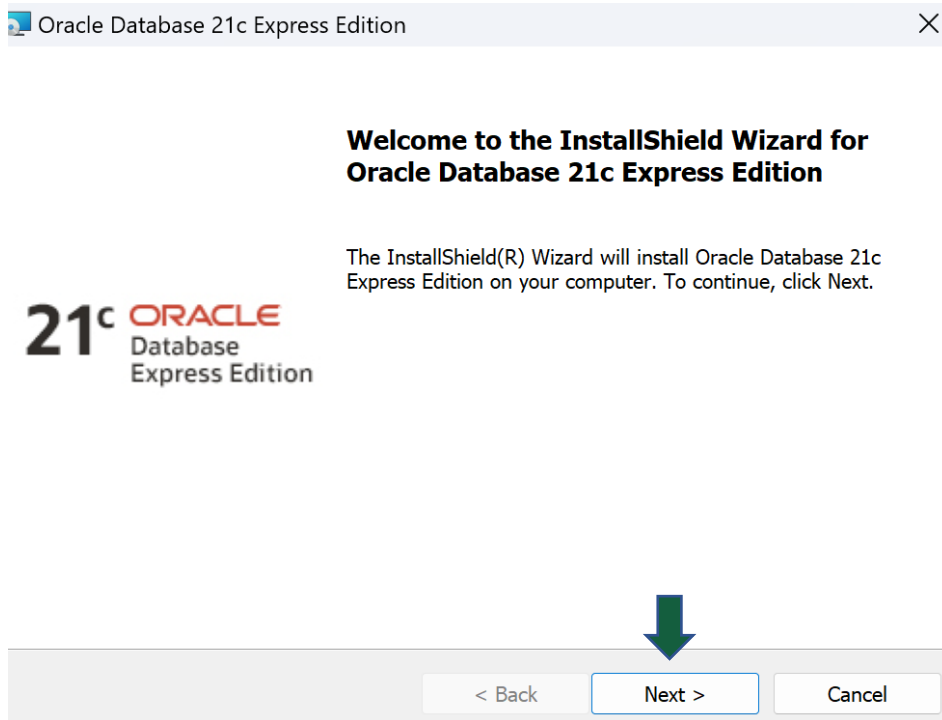 Oracle Database 21c Express Edition
Welcome to the InstallShield Wizard for
Oracle Database 21c Express Edition
The InstallShield(R) Wizard will install Oracle Database 21c
Express Edition on your computer. To continue, click Next.
21c ORACLE
Database
Express Edition
< Back Next > Cancel